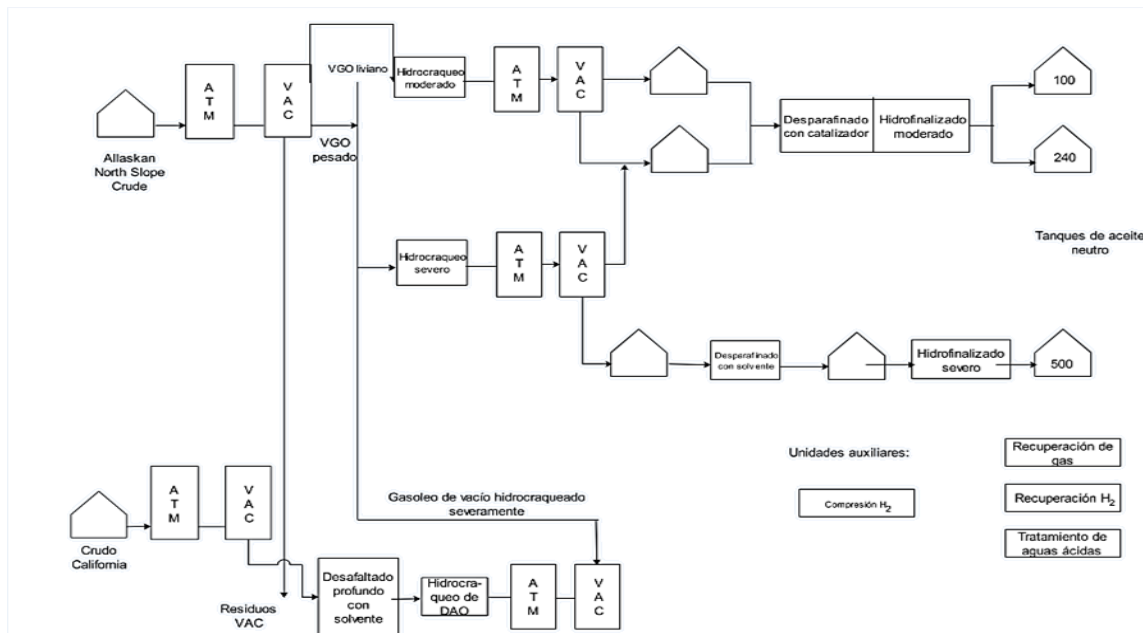 VGO liviano
Hidrocraqueo
moderado
A
T
M
V
A
C
A
T
M
V
A
C
100
Desparafinado
con catalizador
Hidrofinalizado
moderado
VGO
pesado
240
Allaskan
North Slope
Crude
Hidrocraqueo
severo
A
T
M
V
A
C
Tanques de aceite
neutro
Desperafinado
con solvente
Hidrofinalizado
severo
500
Unidades auxiliares:
Recuperación de
gas
Compresión H2
Recuperación H2
Tratamiento de
aguas ácidas
A
T
M
V
A
C
Gasoleo de vacío hidrocraqueado
severamente
Crudo
California
Residuos
VAC
Desafaltado
profundo
con
solvente
Hidrocra-
queo de
DAO
A
T
M
V
A
C